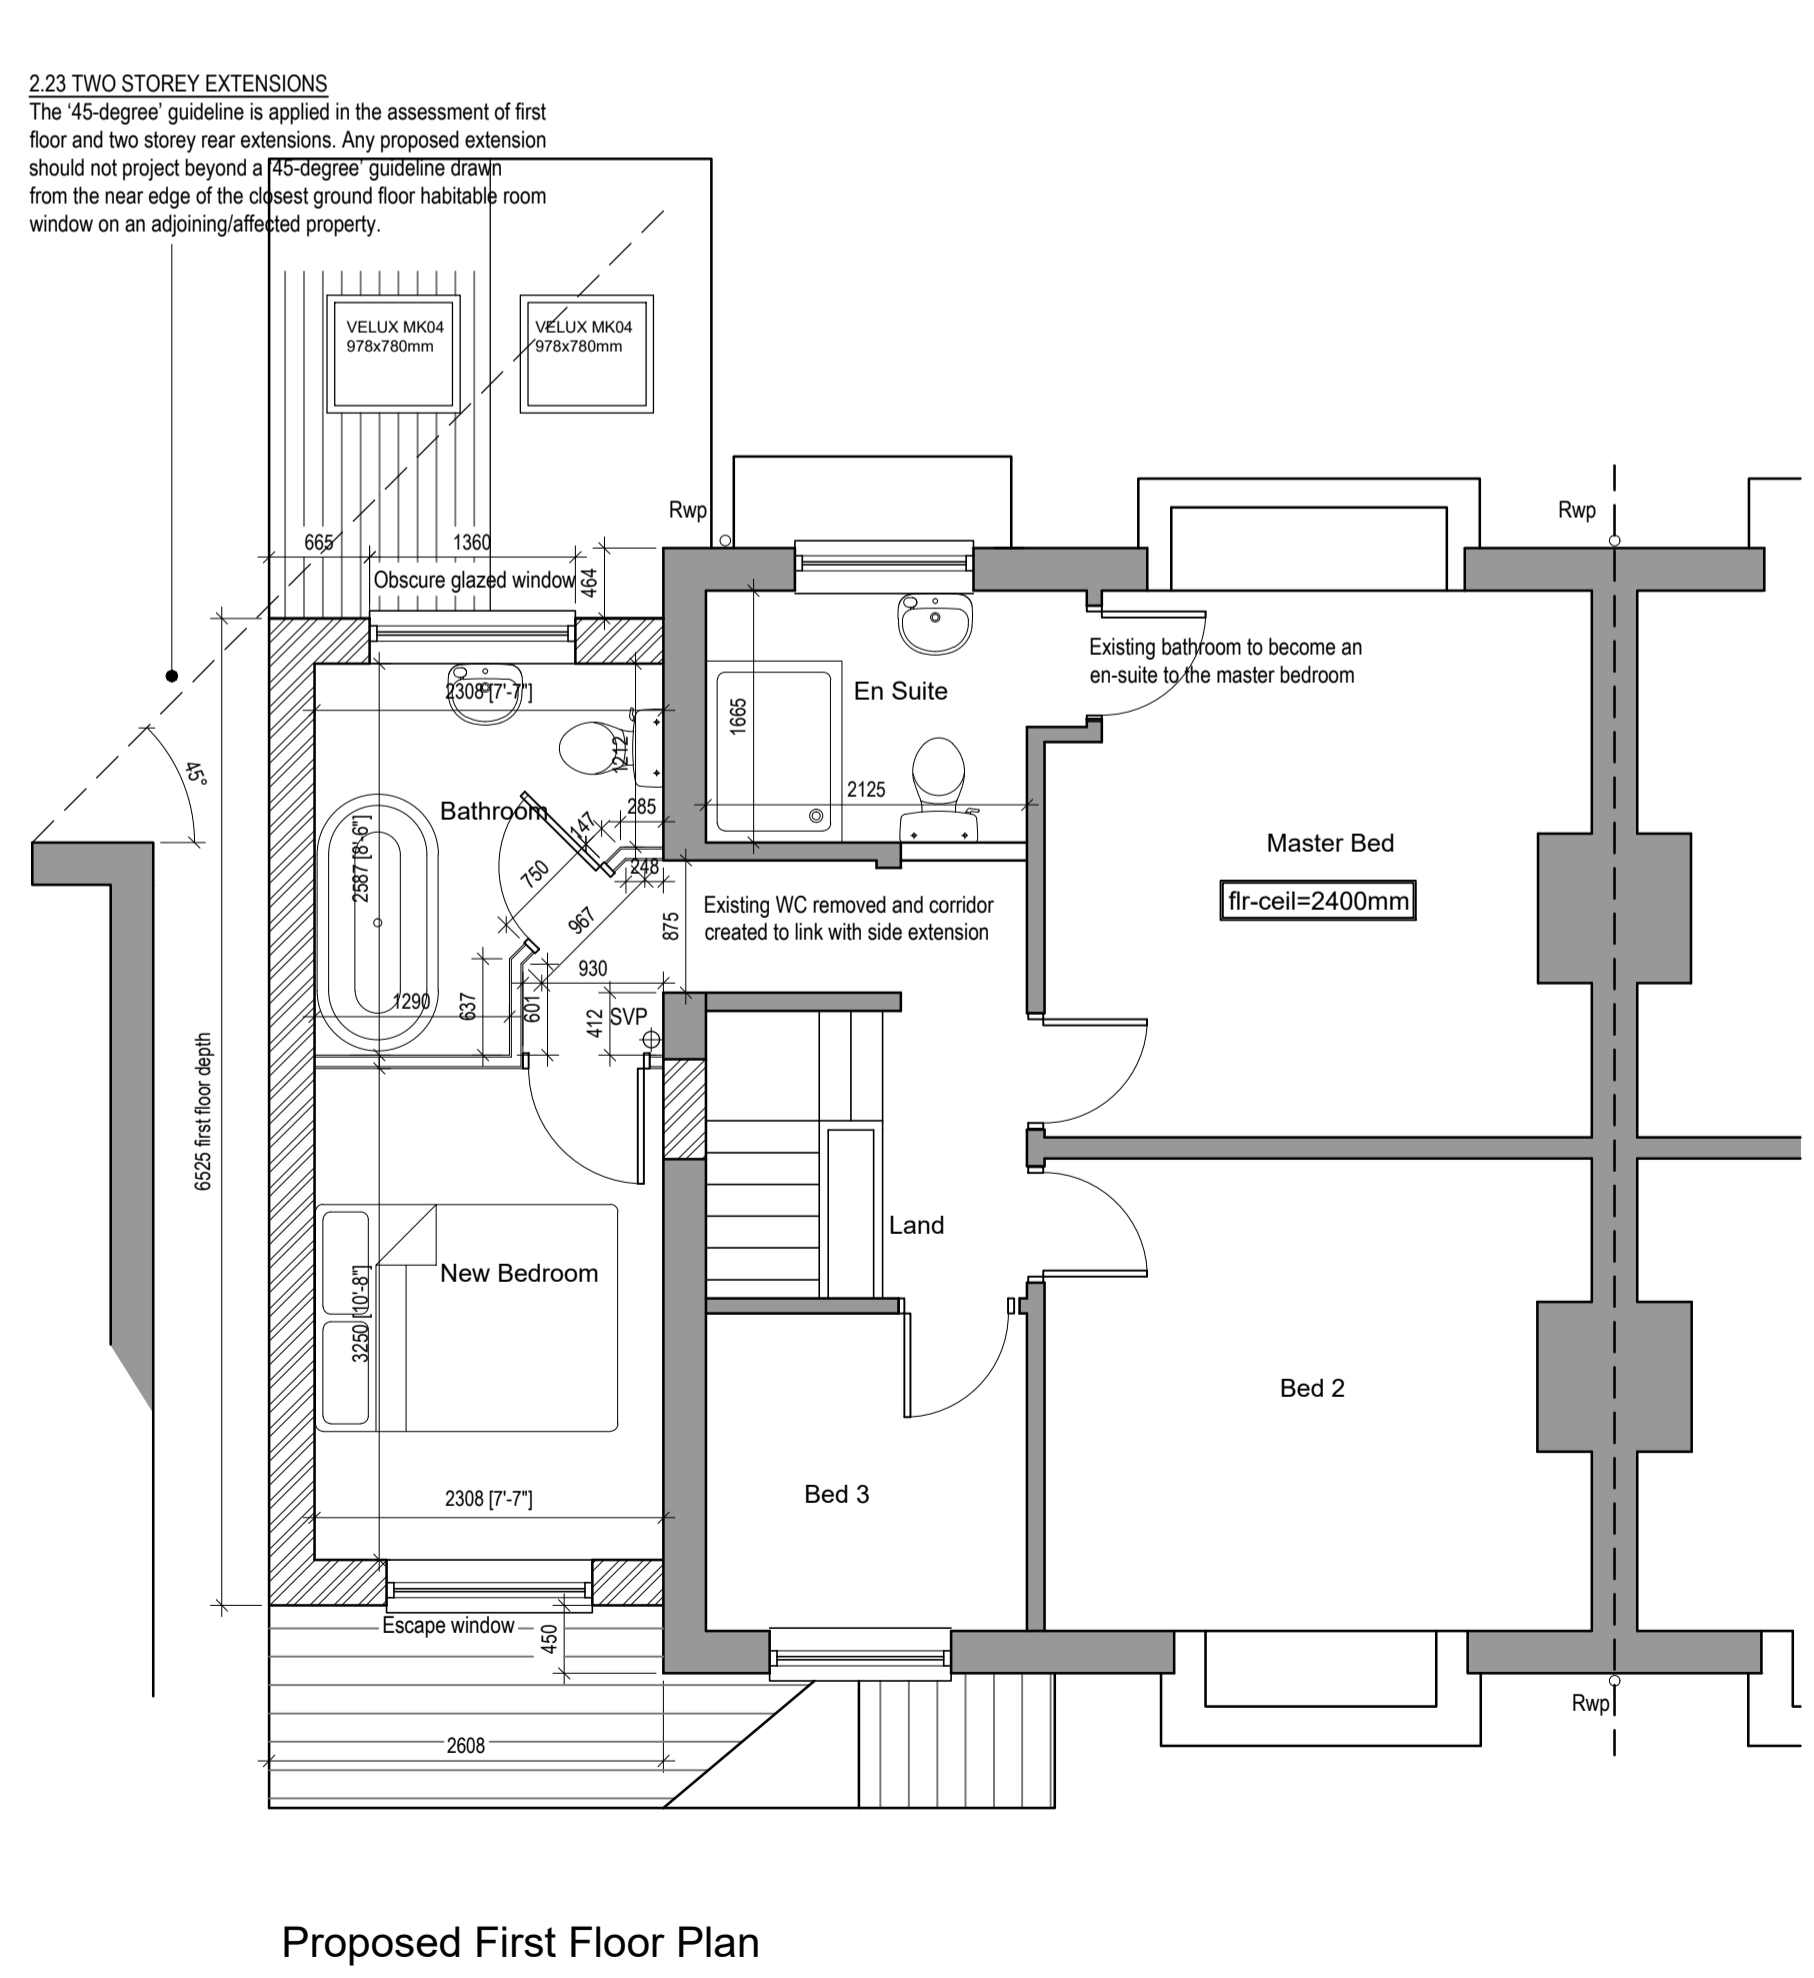 2.23 TWO STOREY EXTENSIONS
The ‘45-degree’ guideline is applied in the assessment of first
floor and two storey rear extensions. Any proposed extension
should not project beyond a ‘45-degree’ guideline drawn
from the near edge of the closest ground floor habitable room
window on an adjoining/affected property.
VELUX MK04
978x780mm
VELUX MK04
978x780mm
Rwp
Rwp
665
1360
464
Obscure glazed window
Existing bathroom to become an
en-suite to the master bedroom
2308 [7'-7"]
En Suite
1665
1212
45°
2125
Bathroom
285
147
2587 [8'-6"]
750
248
Master Bed
flr-ceil=2400mm
967
875
Existing WC removed and corridor
created to link with side extension
930
1290
637
601
412
SVP
6525 first floor depth
Land
New Bedroom
3250 [10'-8"]
Bed 2
2308 [7'-7"]
Bed 3
Escape window
450
Rwp
2608
Proposed First Floor Plan